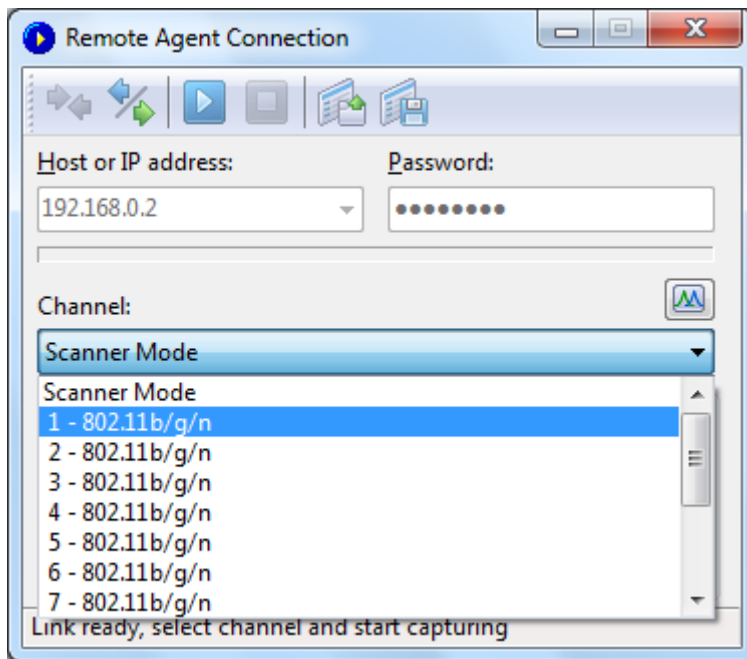 Remote Agent Connection
Host or IP address: Password:
192.168.0.2 ●●●●●●●●
Channel:
Scanner Mode
Scanner Mode
1 - 802.11b/g/n
2 - 802.11b/g/n
3 - 802.11b/g/n
4 - 802.11b/g/n
5 - 802.11b/g/n
6 - 802.11b/g/n
7 - 802.11b/g/n
Link ready, select channel and start capturing